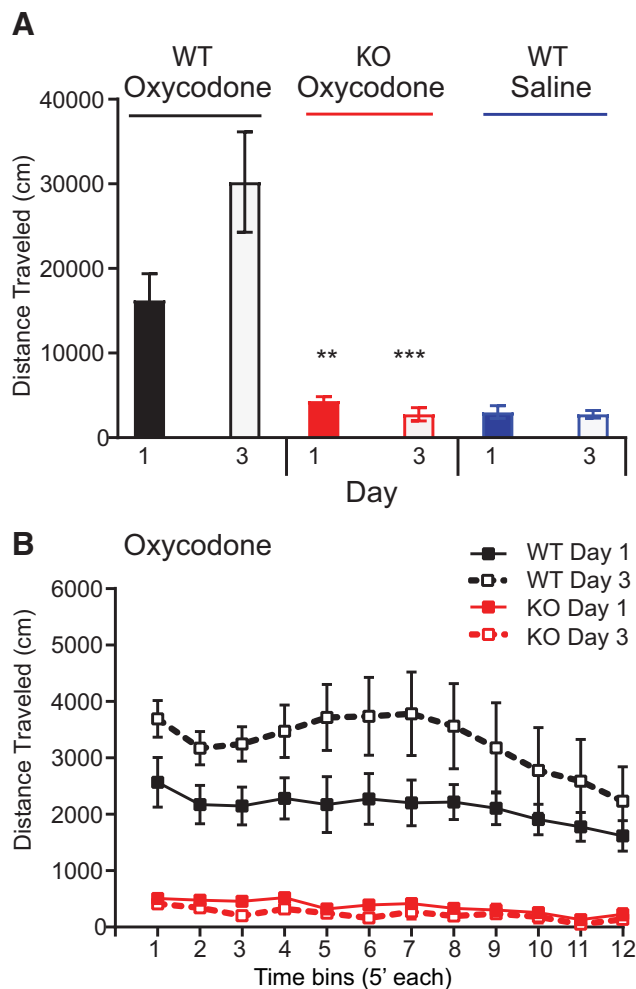 A
WT KO WT
Oxycodone Oxycodone Saline
Distance Traveled (cm)
40000
30000
20000
10000
0
** ***
1 3 1 3 1 3
Day
B Oxycodone
WT Day 1
WT Day 3
KO Day 1
KO Day 3
Distance Traveled (cm)
6000
5000
4000
3000
2000
1000
0
1 2 3 4 5 6 7 8 9 10 11 12
Time bins (5' each)